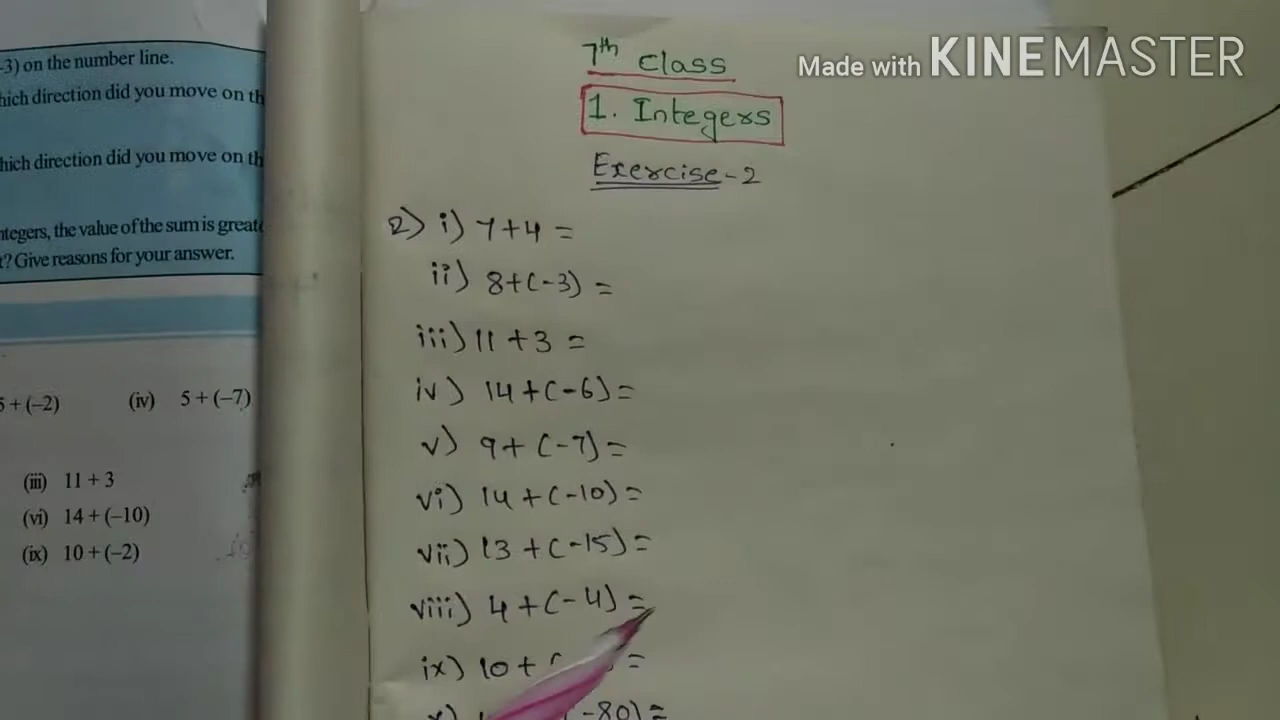 -3) on the number line.
hich direction did you move on th
hich direction did you move on th
ntegers, the value of the sum is greate
t? Give reasons for your answer.
5 + (–2) (iv) 5 + (–7)
(iii) 11 + 3
(vi) 14 + (–10)
(ix) 10 + (–2)
Made with KINEMASTER
7th class
1. Integers
Exercise-2
2) i) 7+4 =
ii) 8+(-3) =
iii) 11 +3 =
iv) 14+(-6)=
v) 9+(-7)=
vi) 14+(-10)=
vii) 13+(-15)=
viii) 4+(-4)=
ix) 10+ ( =
x) -80)=